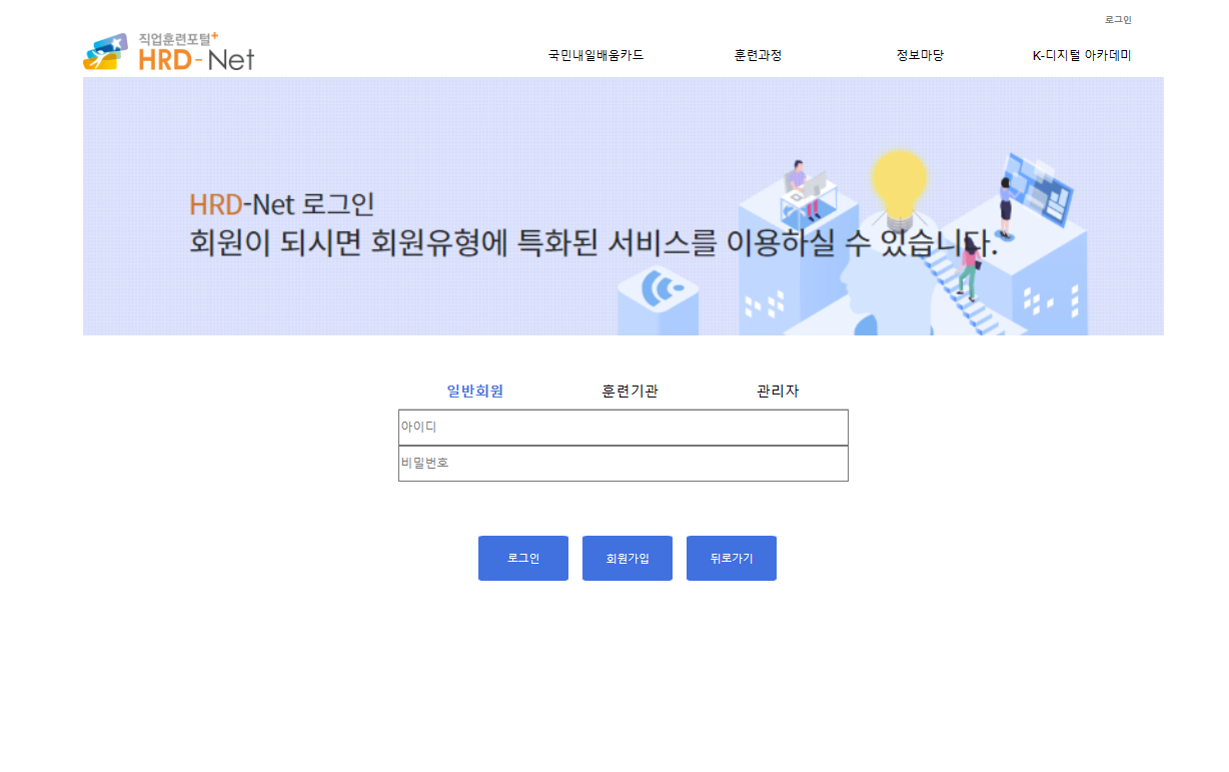 로그인
직업훈련포털+
HRD-Net
국민내일배움카드 훈련과정 정보마당 K-디지털 아카데미
HRD-Net 로그인
회원이 되시면 회원유형에 특화된 서비스를 이용하실 수 있습니다.
일반회원 훈련기관 관리자
아이디
비밀번호
로그인 회원가입 뒤로가기